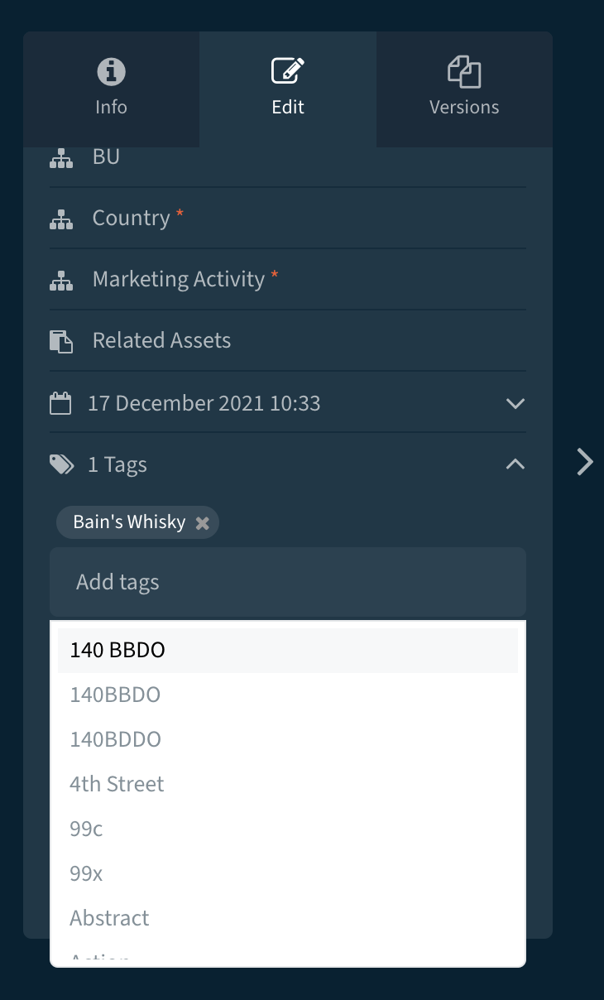 Info
Edit
Versions
BU
Country *
Marketing Activity *
Related Assets
17 December 2021 10:33
1 Tags
Bain's Whisky
Add tags
140 BBDO
140BBDO
140BDDO
4th Street
99c
99x
Abstract
Action